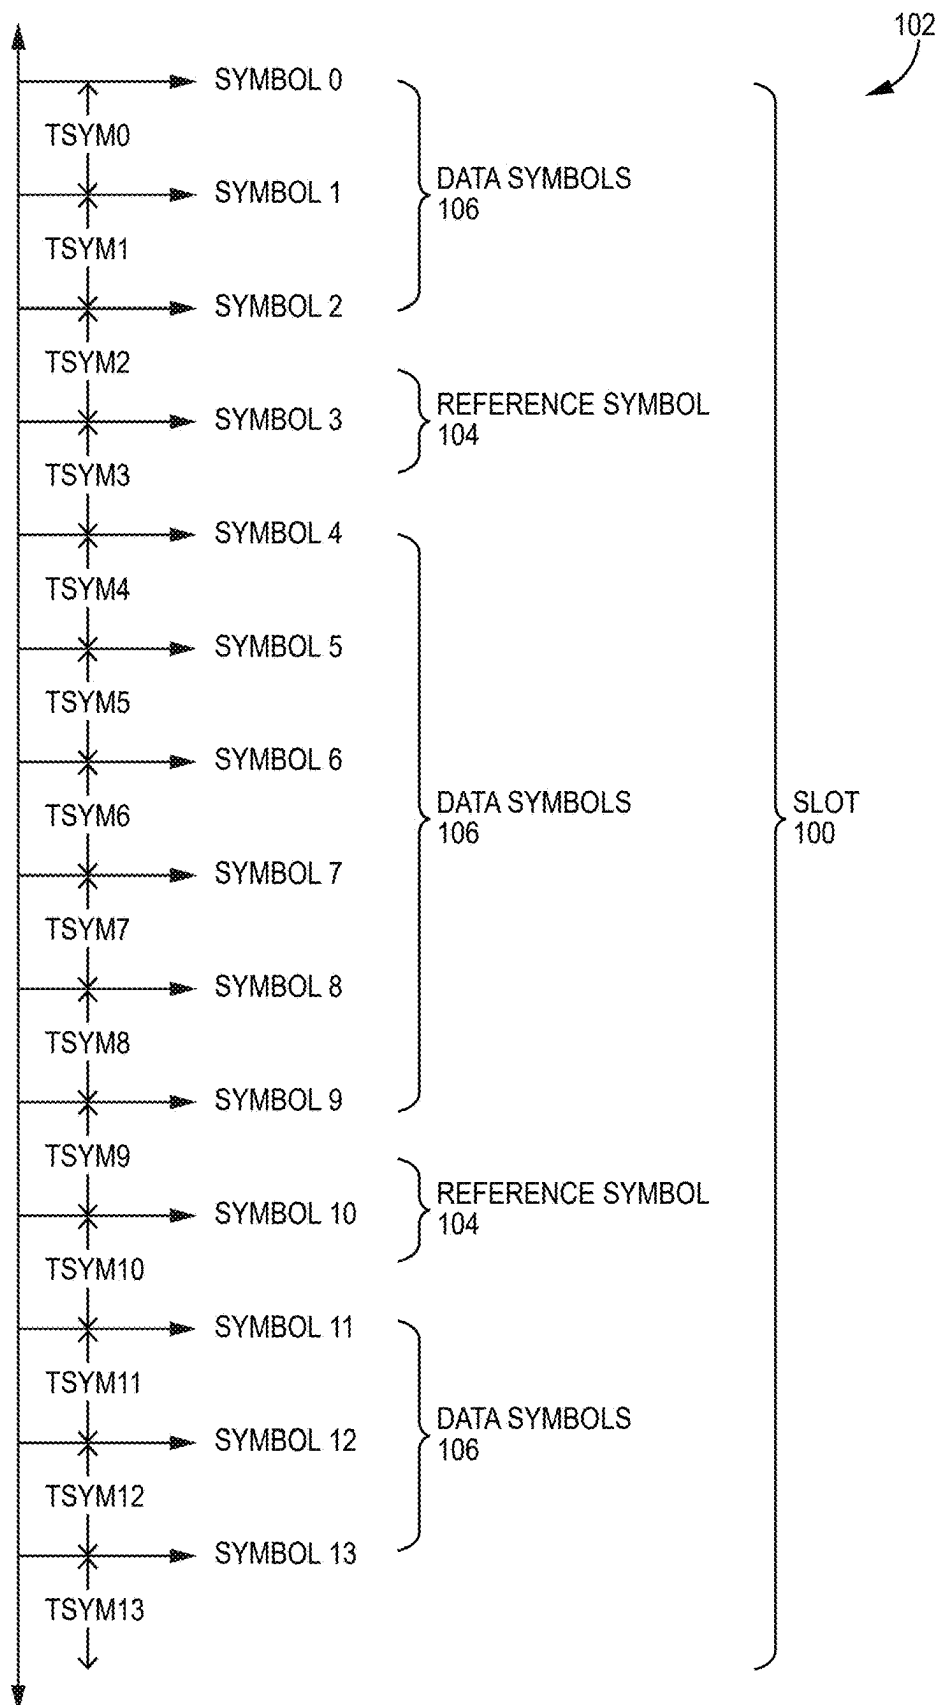 102
SYMBOL 0
TSYM0
DATA SYMBOLS
106
SYMBOL 1
TSYM1
SYMBOL 2
TSYM2
REFERENCE SYMBOL
104
SYMBOL 3
TSYM3
SYMBOL 4
TSYM4
SYMBOL 5
TSYM5
SYMBOL 6
TSYM6
DATA SYMBOLS
106
SLOT
100
SYMBOL 7
TSYM7
SYMBOL 8
TSYM8
SYMBOL 9
TSYM9
REFERENCE SYMBOL
104
SYMBOL 10
TSYM10
SYMBOL 11
TSYM11
DATA SYMBOLS
106
SYMBOL 12
TSYM12
SYMBOL 13
TSYM13